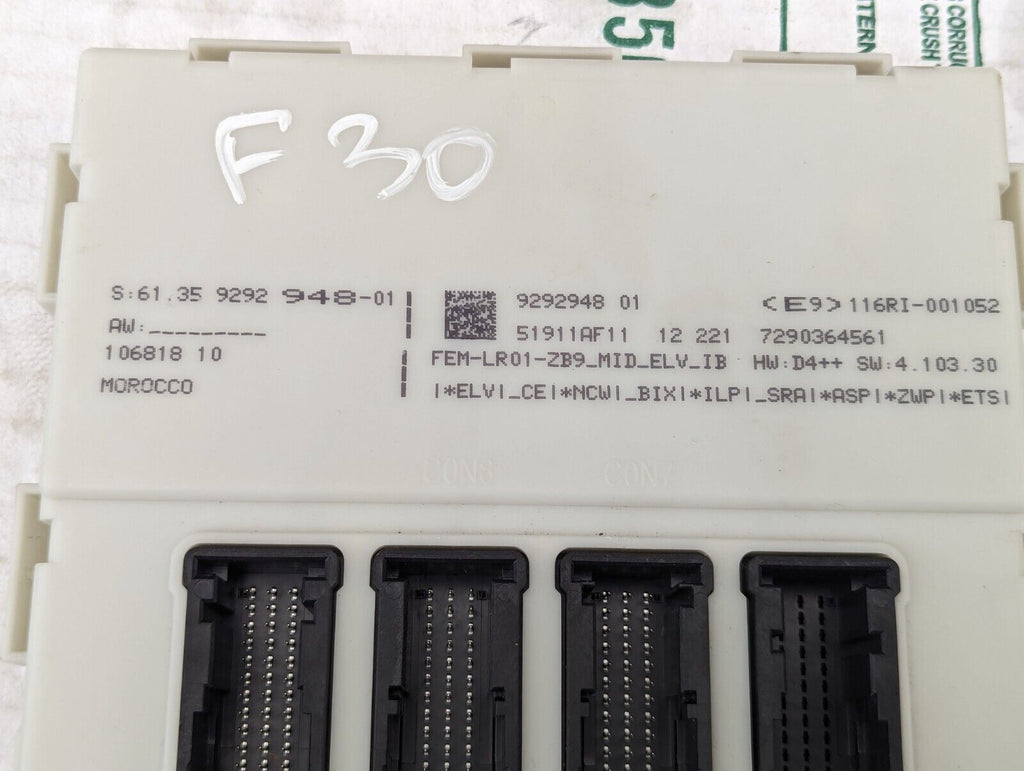 F30
S:61.35 9292 948-01
AW:_________
106818 10
MOROCCO
9292948 01
<E9> 116RI-001052
51911AF11 12 221 7290364561
FEM-LR01-ZB9_MID_ELV_IB HW:D4++ SW:4.103.30
|*ELV|_CE|*NCW|_BIX|*ILP|_SRA|*ASP|*ZWP|*ETS|
CON6 CON7